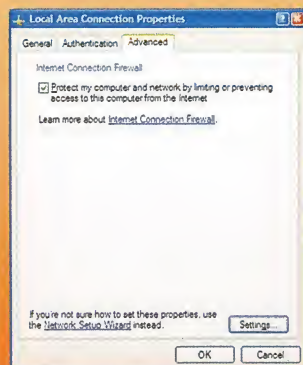 Local Area Connection Properties
General Authentication Advanced
Internet Connection Firewall
Protect my computer and network by limiting or preventing
access to this computer from the Internet
Learn more about Internet Connection Firewall.
If you're not sure how to set these properties, use
the Network Setup Wizard instead.
Settings...
OK Cancel